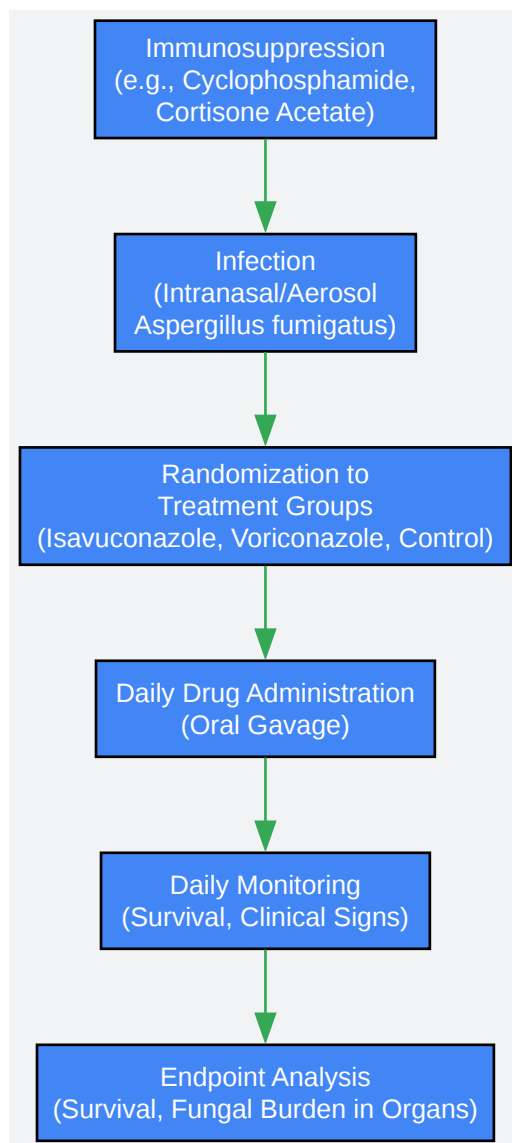 Immunosuppression
(e.g., Cyclophosphamide,
Cortisone Acetate)
Infection
(Intranasal/Aerosol
Aspergillus fumigatus)
Randomization to
Treatment Groups
(Isavuconazole, Voriconazole, Control)
Daily Drug Administration
(Oral Gavage)
Daily Monitoring
(Survival, Clinical Signs)
Endpoint Analysis
(Survival, Fungal Burden in Organs)